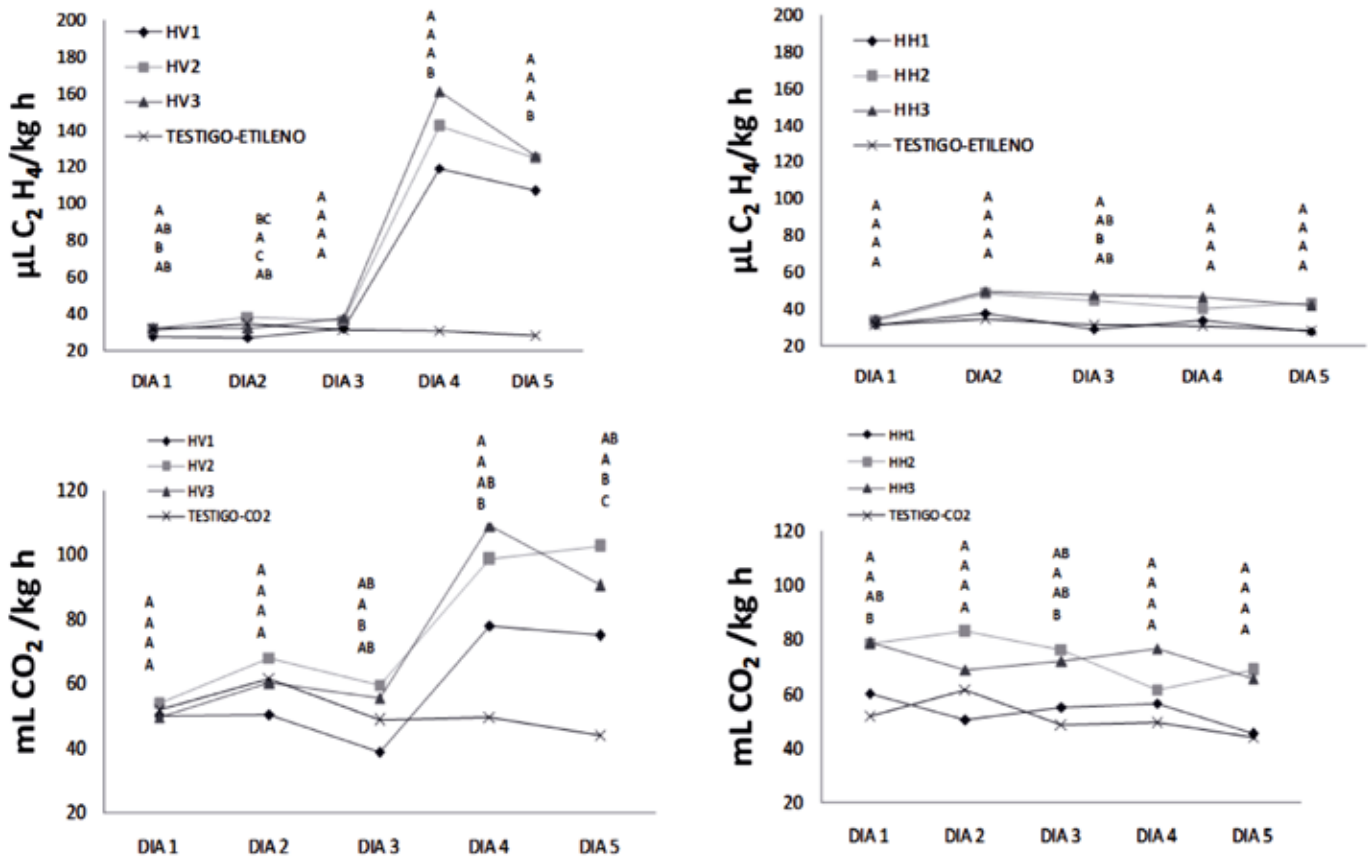 200
180
160
140
120
100
80
60
40
20
µL C2 H4/kg h
HV1
HV2
HV3
TESTIGO-ETILENO
A
AB
B
AB
BC
A
C
AB
A
A
A
A
A
A
A
B
A
A
A
B
DIA 1
DIA2
DIA 3
DIA 4
DIA 5
200
180
160
140
120
100
80
60
40
20
µL C2 H4/kg h
HH1
HH2
HH3
TESTIGO-ETILENO
A
A
A
A
A
A
A
A
A
AB
B
AB
A
A
A
A
A
A
A
A
DIA 1
DIA2
DIA 3
DIA 4
DIA 5
120
100
80
60
40
20
mL CO2 /kg h
HV1
HV2
HV3
TESTIGO-CO2
A
A
A
A
A
A
A
A
AB
A
B
AB
A
A
AB
B
AB
A
B
C
DIA 1
DIA 2
DIA 3
DIA 4
DIA 5
120
100
80
60
40
20
mL CO2 /kg h
HH1
HH2
HH3
TESTIGO-CO2
A
A
AB
B
A
A
A
A
AB
A
AB
B
A
A
A
A
A
A
A
A
DIA 1
DIA 2
DIA 3
DIA 4
DIA 5